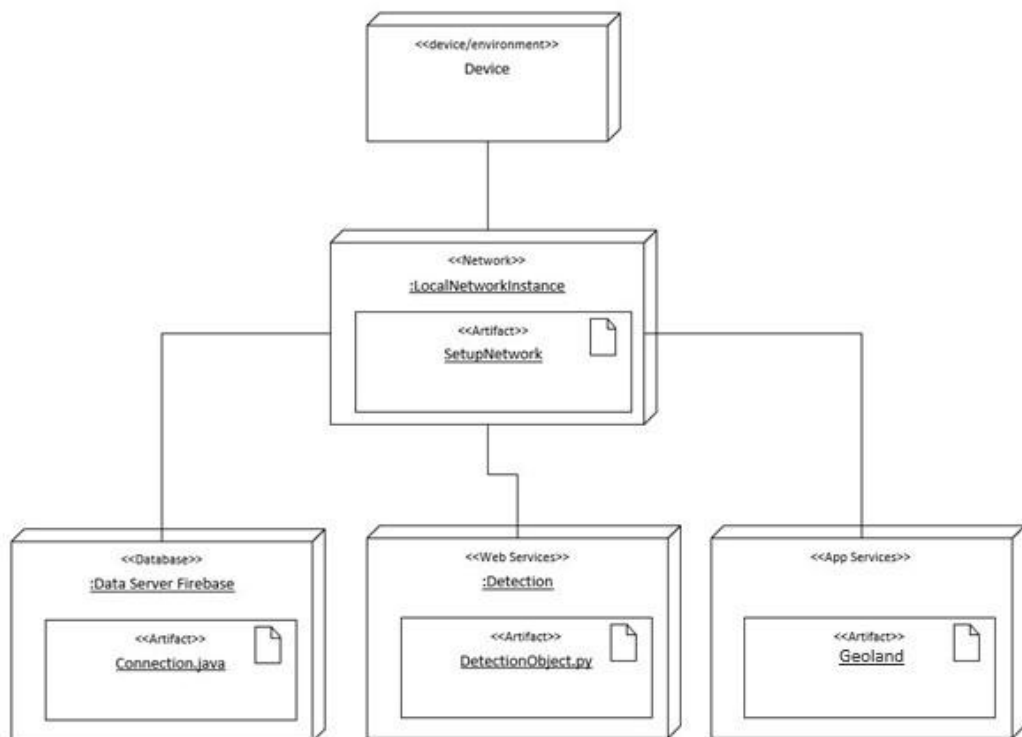 <<device/environment>>
Device
<<Network>>
:LocalNetworkInstance
<<Artifact>>
SetupNetwork
<<Database>>
:Data Server Firebase
<<Artifact>>
Connection.java
<<Web Services>>
:Detection
<<Artifact>>
DetectionObject.py
<<App Services>>
<<Artifact>>
Geoland